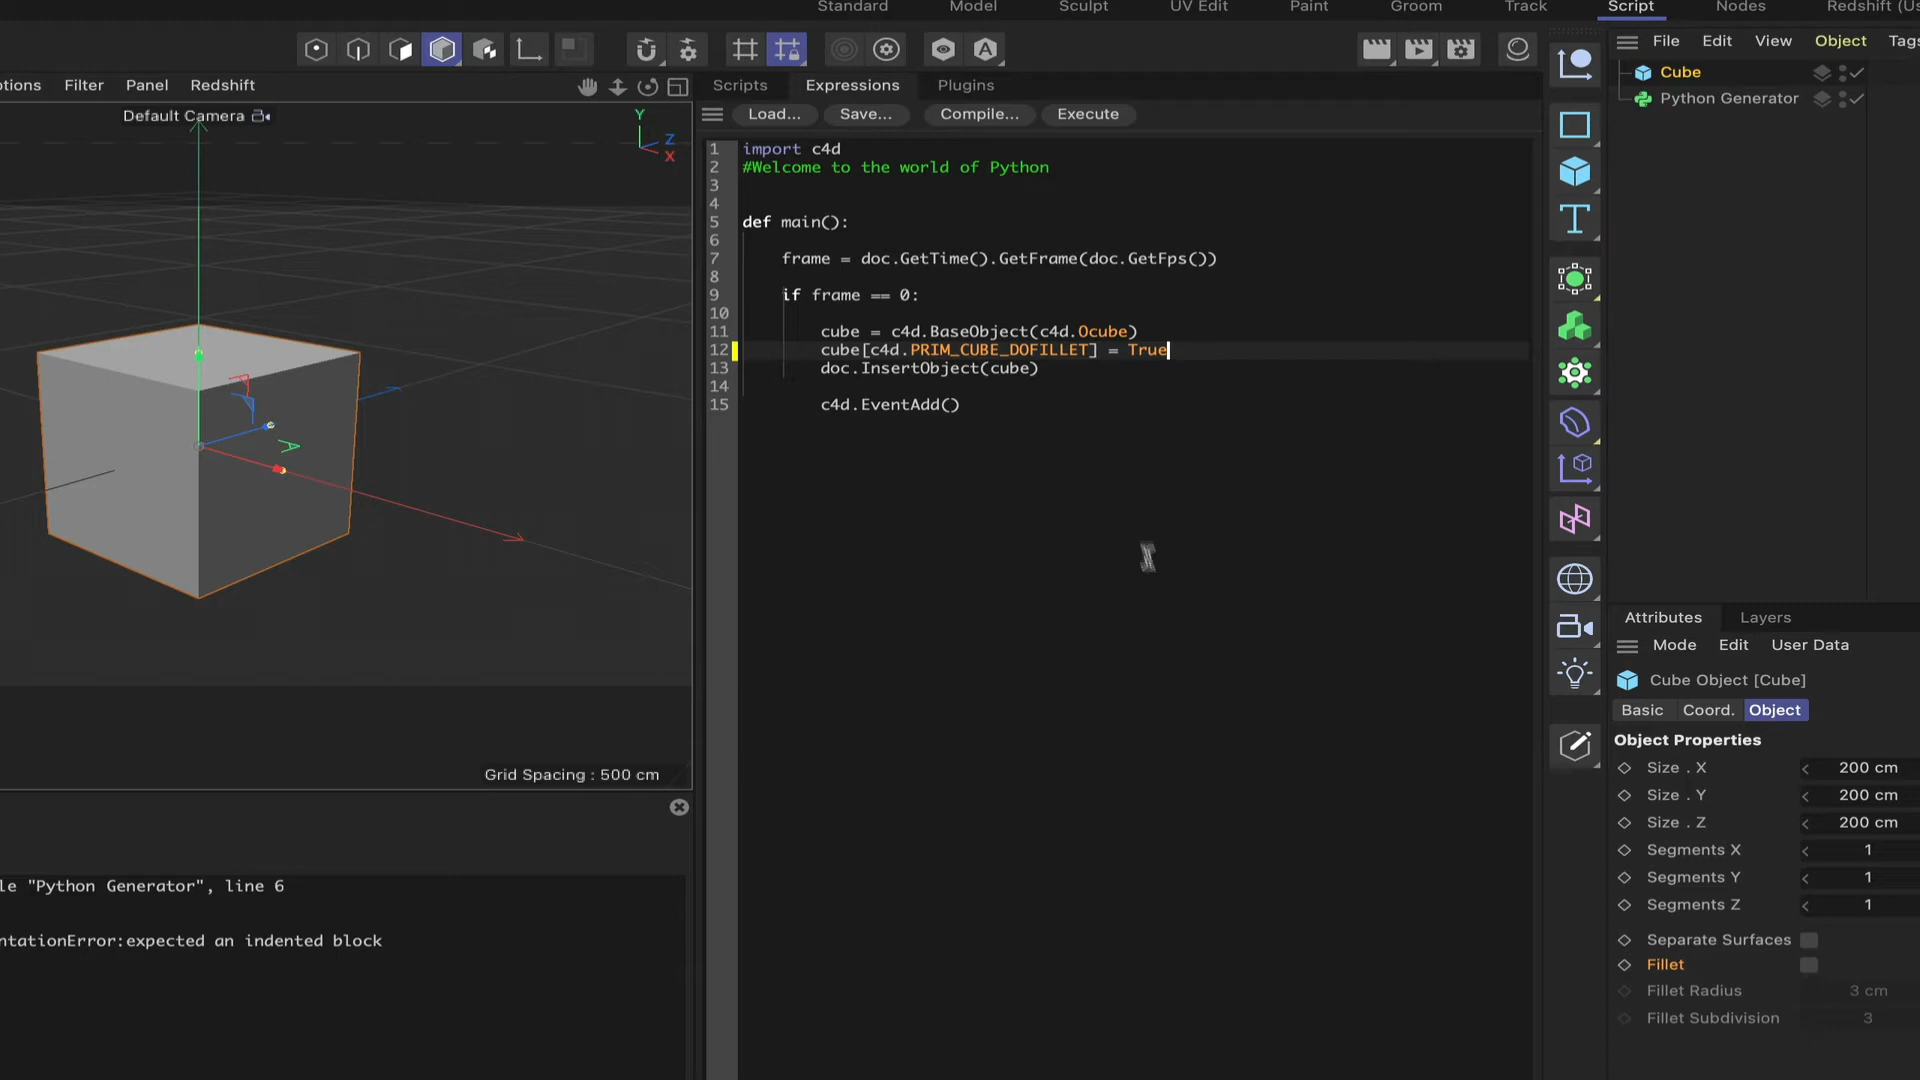 Standard Model Sculpt UV Edit Paint Groom Track Script Nodes Redshift (Us
File Edit View Object Tags
otions Filter Panel Redshift
Scripts Expressions Plugins
Cube
Python Generator
Default Camera
Load... Save... Compile... Execute
Y
Z
X
1 import c4d
2 #Welcome to the world of Python
3
4
5 def main():
6
7 frame = doc.GetTime().GetFrame(doc.GetFps())
8
9 if frame == 0:
10
11 cube = c4d.BaseObject(c4d.Ocube)
12 cube[c4d.PRIM_CUBE_DOFILLET] = True
13 doc.InsertObject(cube)
14
15 c4d.EventAdd()
Grid Spacing : 500 cm
le "Python Generator", line 6
ntationError:expected an indented block
Attributes Layers
Mode Edit User Data
Cube Object [Cube]
Basic Coord. Object
Object Properties
Size . X 200 cm
Size . Y 200 cm
Size . Z 200 cm
Segments X 1
Segments Y 1
Segments Z 1
Separate Surfaces
Fillet
Fillet Radius 3 cm
Fillet Subdivision 3